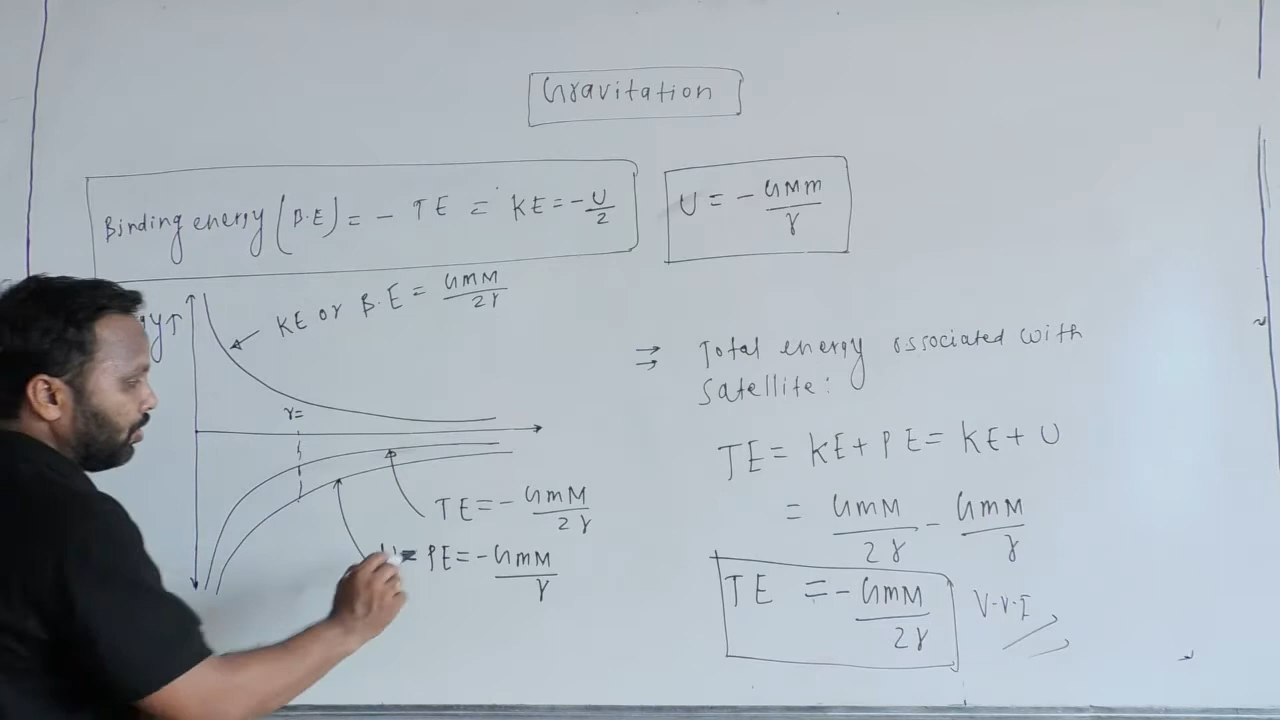 Gravitation
Binding energy (B.E) = - TE = KE = - U/2
U = - GMm/r
KE or B.E = GmM/2r
r=
TE = - GmM/2r
PE = - GmM/r
⇒ Total energy associated with
satellite:
TE = KE + PE = KE + U
= GmM/2r - GmM/r
TE = - GmM/2r
V.V.I